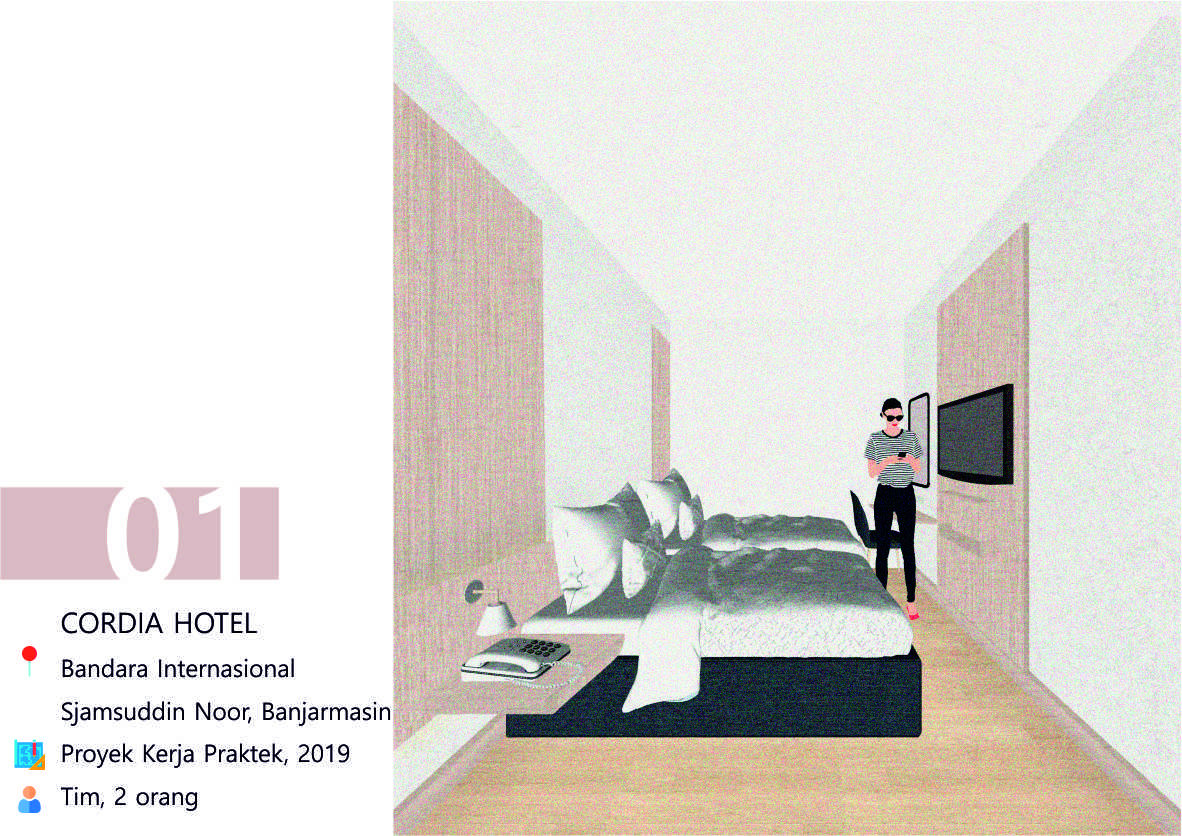 01
CORDIA HOTEL
Bandara Internasional
Sjamsuddin Noor, Banjarmasin
Proyek Kerja Praktek, 2019
Tim, 2 orang